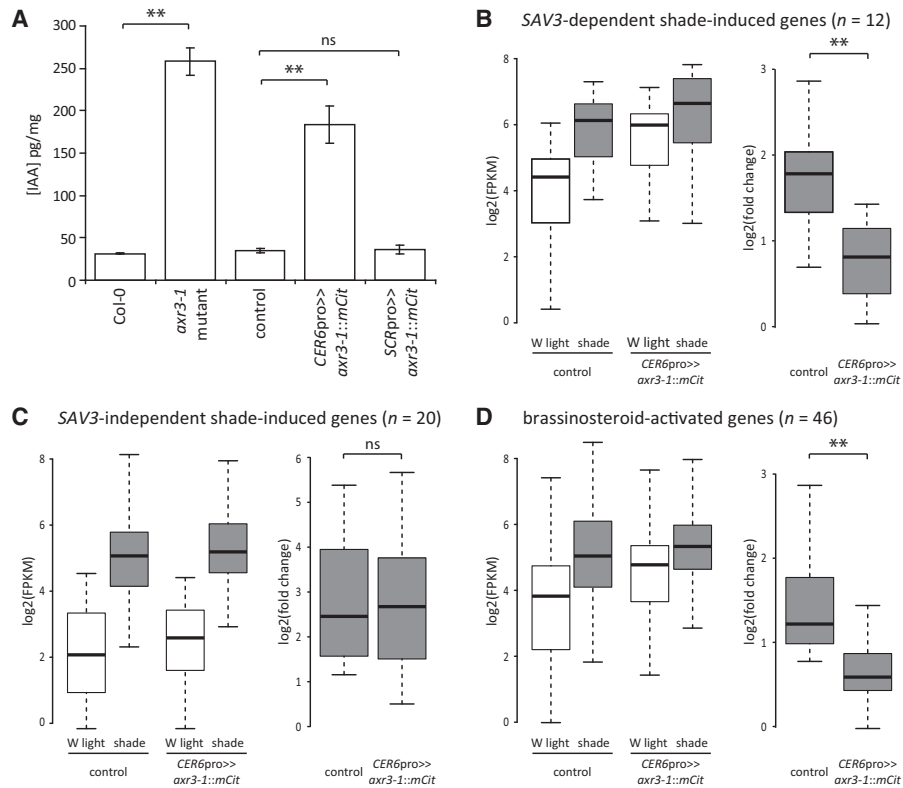 A
[IAA] pg/mg
300
250
200
150
100
50
0
**
ns
**
Col-0
axr3-1
mutant
control
CER6pro>>
axr3-1::mCit
SCRpro>>
axr3-1::mCit
B SAV3-dependent shade-induced genes (n = 12)
log2(FPKM)
8
6
4
2
0
W light shade W light shade
control
CER6pro>>
axr3-1::mCit
log2(fold change)
3
2
1
0
**
control CER6pro>>
axr3-1::mCit
C SAV3-independent shade-induced genes (n = 20)
log2(FPKM)
8
6
4
2
0
W light shade W light shade
control
CER6pro>>
axr3-1::mCit
log2(fold change)
6
5
4
3
2
1
0
ns
control CER6pro>>
axr3-1::mCit
D brassinosteroid-activated genes (n = 46)
log2(FPKM)
8
6
4
2
0
W light shade W light shade
control
CER6pro>>
axr3-1::mCit
log2(fold change)
3
2
1
0
**
control CER6pro>>
axr3-1::mCit